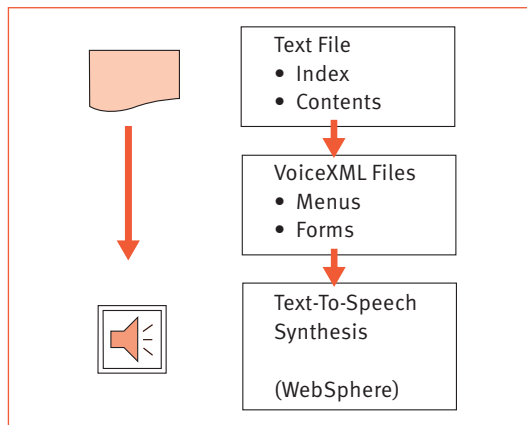 Text File
• Index
• Contents
VoiceXML Files
• Menus
• Forms
Text-To-Speech
Synthesis
(WebSphere)